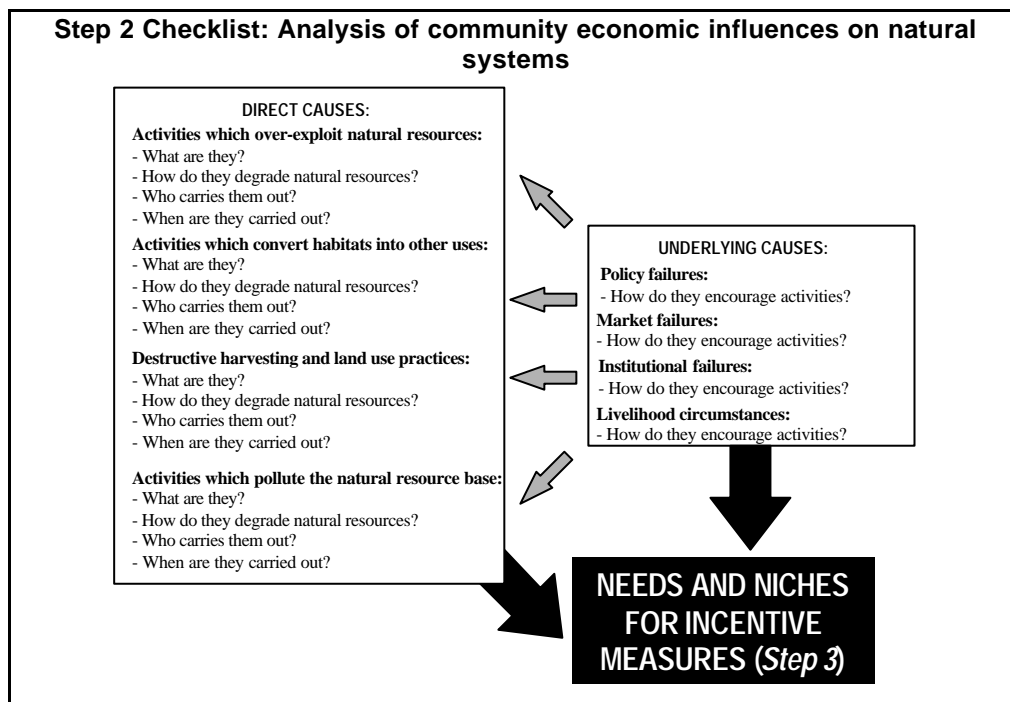 Step 2 Checklist: Analysis of community economic influences on natural
systems
DIRECT CAUSES:
Activities which over-exploit natural resources:
- What are they?
- How do they degrade natural resources?
- Who carries them out?
- When are they carried out?
Activities which convert habitats into other uses:
- What are they?
- How do they degrade natural resources?
- Who carries them out?
- When are they carried out?
Destructive harvesting and land use practices:
- What are they?
- How do they degrade natural resources?
- Who carries them out?
- When are they carried out?
Activities which pollute the natural resource base:
- What are they?
- How do they degrade natural resources?
- Who carries them out?
- When are they carried out?
UNDERLYING CAUSES:
Policy failures:
- How do they encourage activities?
Market failures:
- How do they encourage activities?
Institutional failures:
- How do they encourage activities?
Livelihood circumstances:
- How do they encourage activities?
NEEDS AND NICHES
FOR INCENTIVE
MEASURES (Step 3)